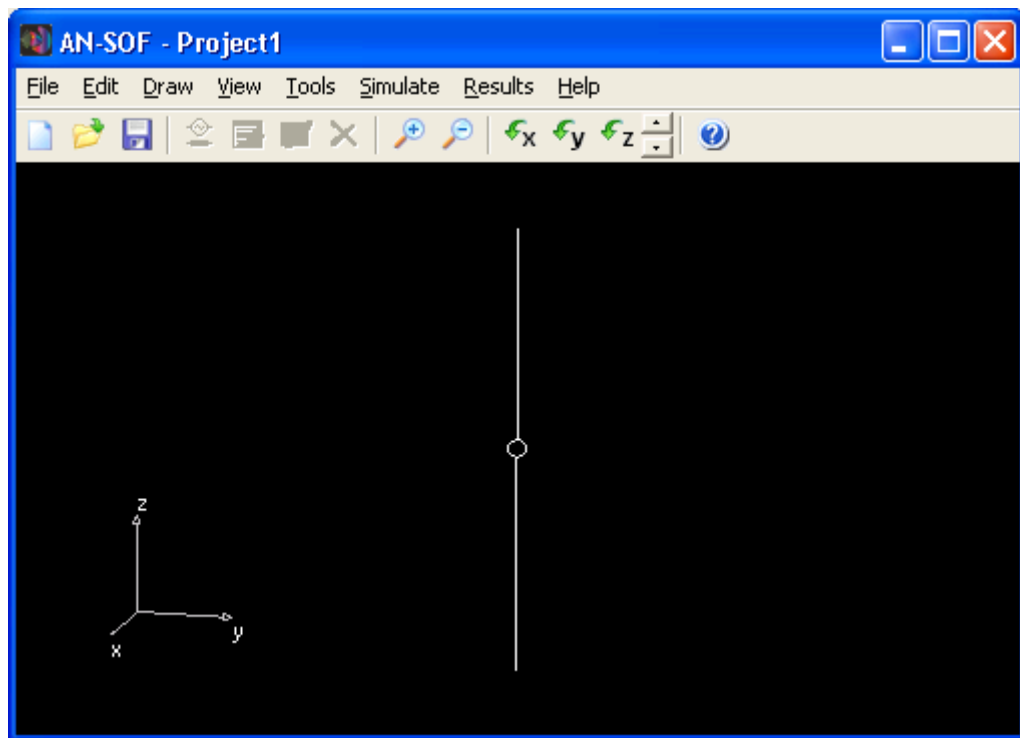 AN-SOF - Project1
File Edit Draw View Tools Simulate Results Help
x y z ?
z
y
x